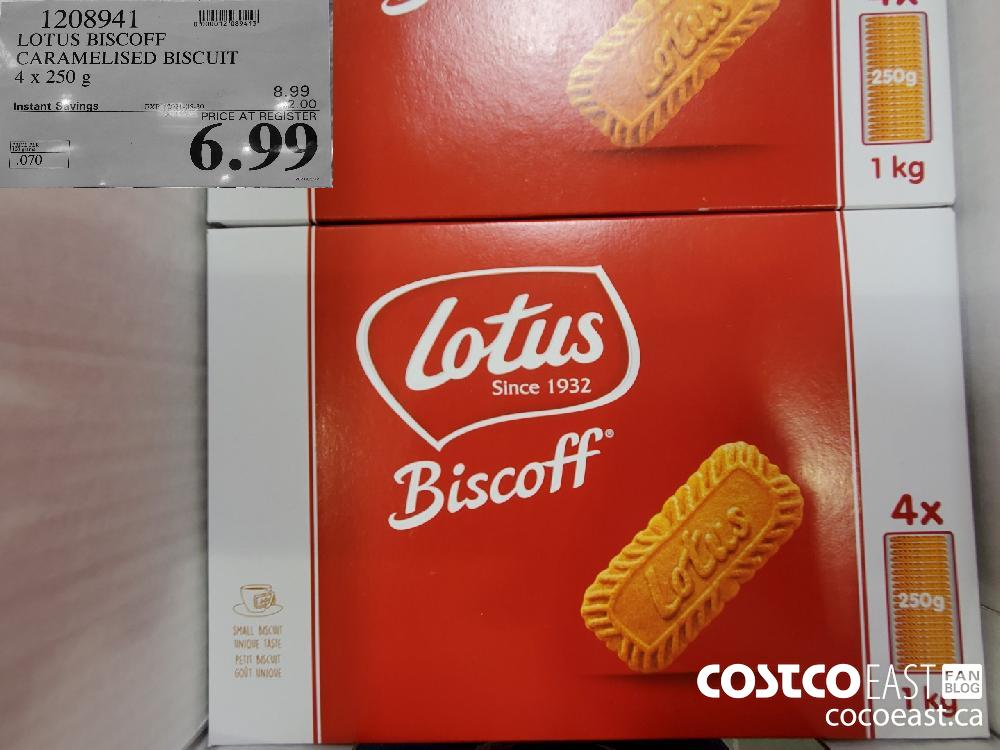 1208941
LOTUS BISCOFF
CARAMELISED BISCUIT
4 x 250 g
8.99
Instant Savings 2.00
PRICE AT REGISTER
6.99
.070
4x
250g
1 kg
Lotus
Lotus
Since 1932
Biscoff®
Lotus
4x
250g
1 kg
SMALL BISCUIT
UNIQUE TASTE
PETIT BISCUIT
GOÛT UNIQUE
COSTCO EAST FAN BLOG
cocoeast.ca